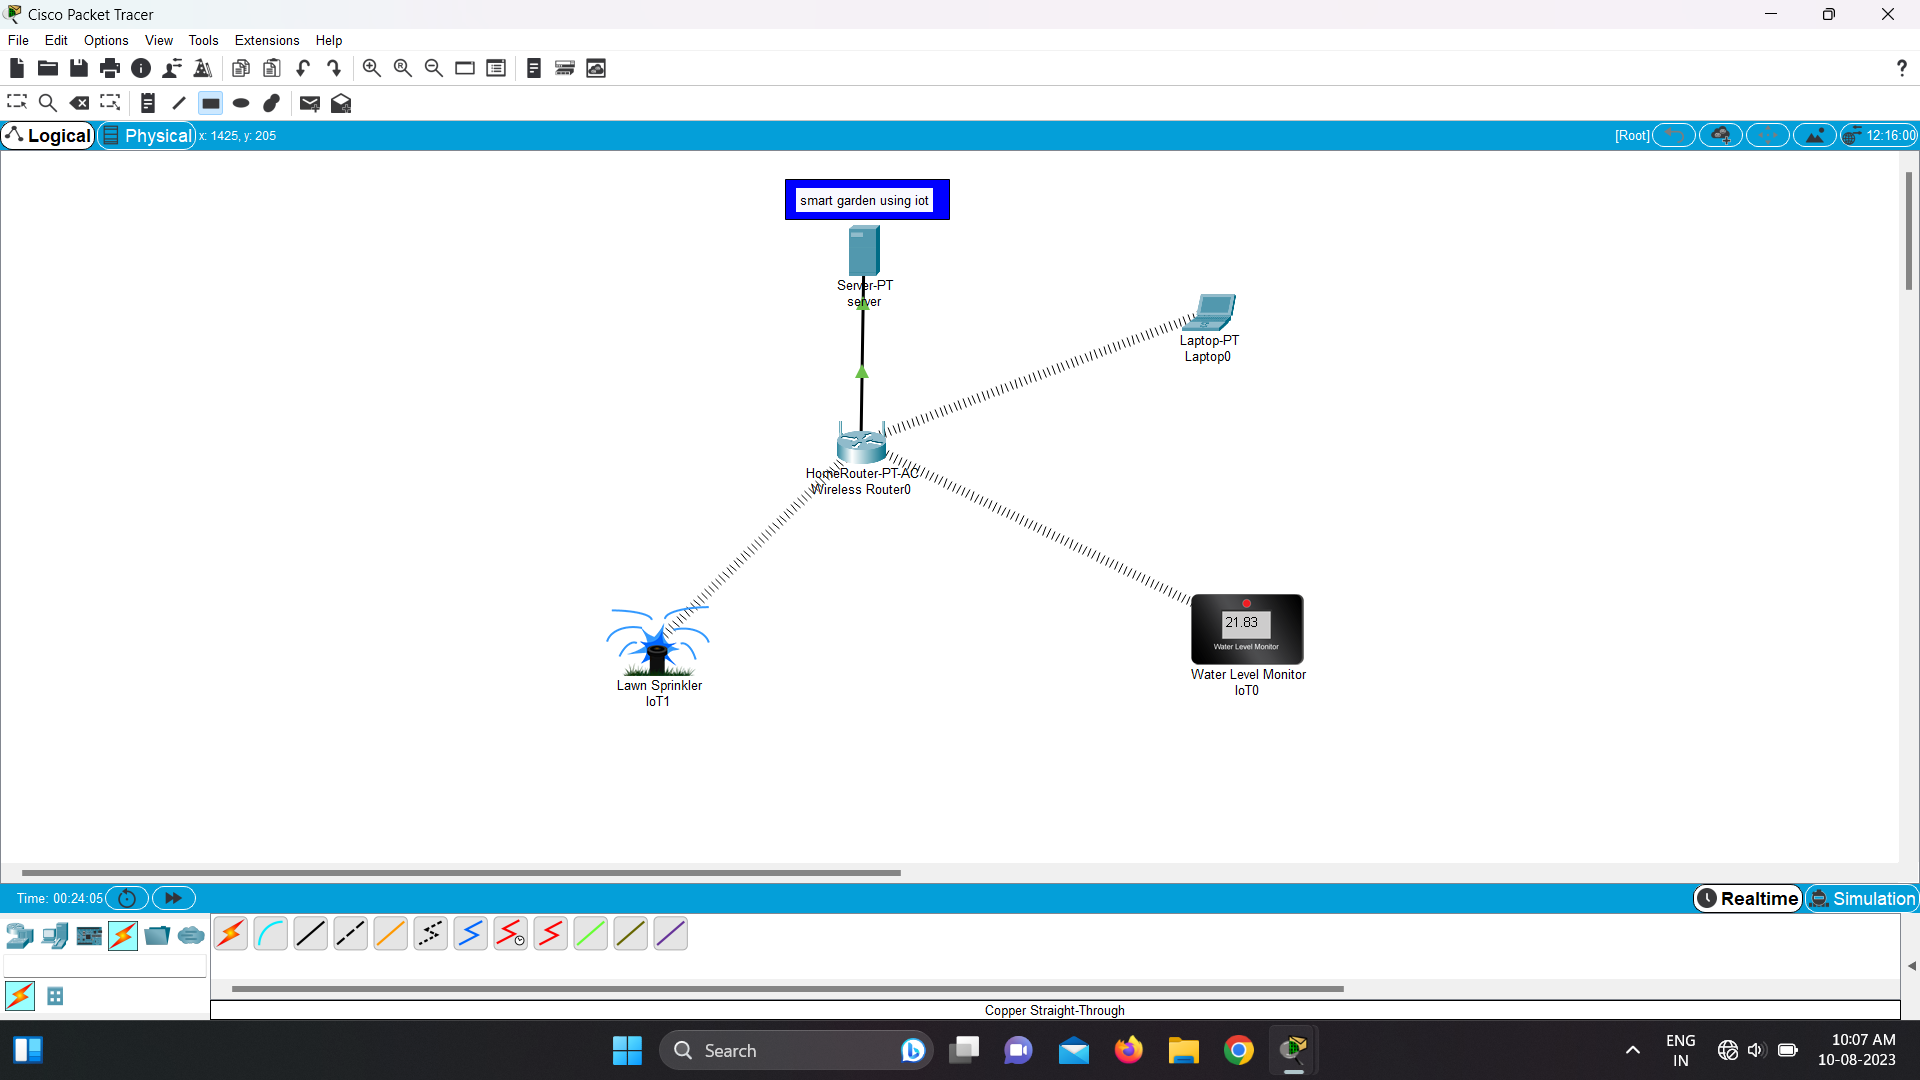 Cisco Packet Tracer
File Edit Options View Tools Extensions Help
?
Logical Physical x: 1425, y: 205 [Root] 12:16:00
smart garden using iot
Server-PT
server
Laptop-PT
Laptop0
HomeRouter-PT-AC
Wireless Router0
21.83
Water Level Monitor
Lawn Sprinkler
IoT1
Water Level Monitor
IoT0
Time: 00:24:05 Realtime Simulation
Copper Straight-Through
Search
ENG
IN
10:07 AM
10-08-2023